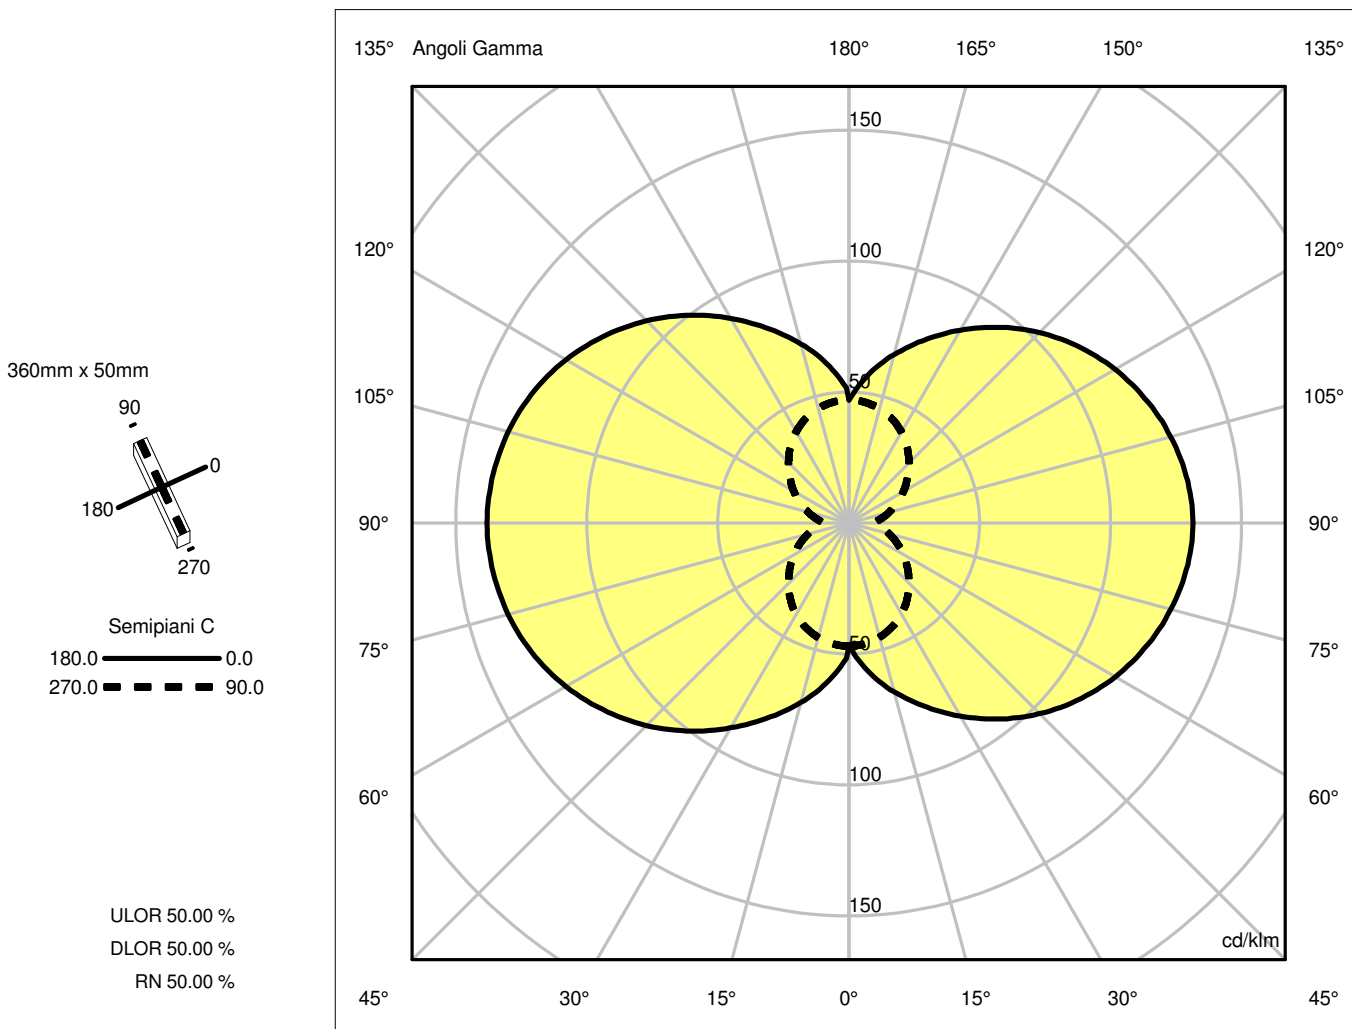 135° Angoli Gamma 180° 165° 150° 135°
150
120° 120°
100
360mm x 50mm
50
105° 105°
90
0
180
90° 90°
270
Semipiani C
50
180.0 0.0
75° 75°
270.0 90.0
100
60° 60°
150
ULOR 50.00 %
cd/klm
DLOR 50.00 %
RN 50.00 %
45° 30° 15° 0° 15° 30° 45°